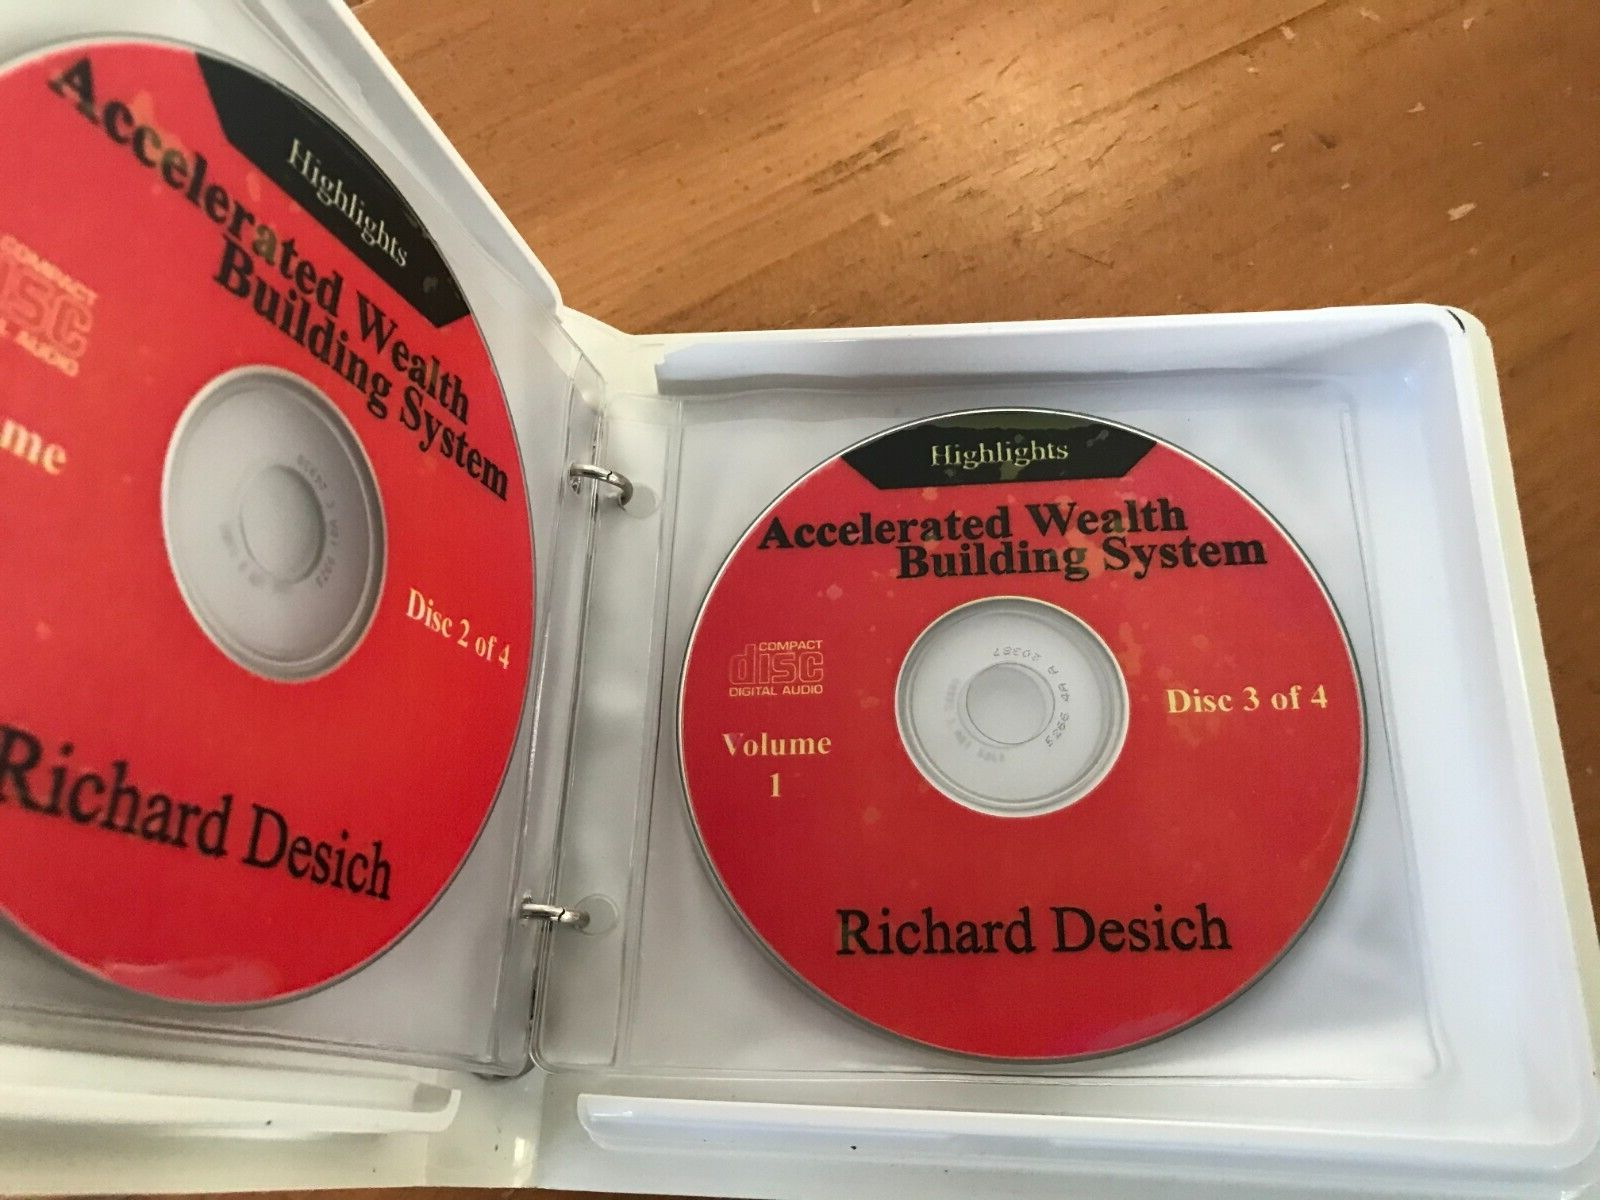 Highlights
Accelerated Wealth
Building System
COMPACT
disc
AUDIO
Disc 2 of 4
Richard Desich
Highlights
Accelerated Wealth
Building System
COMPACT
disc
DIGITAL AUDIO
Volume
1
Disc 3 of 4
Richard Desich